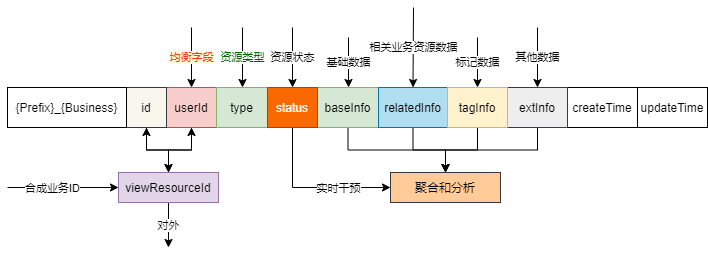 相关业务资源数据
均衡字段 资源类型 资源状态 基础数据 标记数据 其他数据
{Prefix}_{Business} id userId type status baseInfo relatedInfo tagInfo extInfo createTime updateTime
合成业务ID viewResourceId 实时干预 聚合和分析
对外